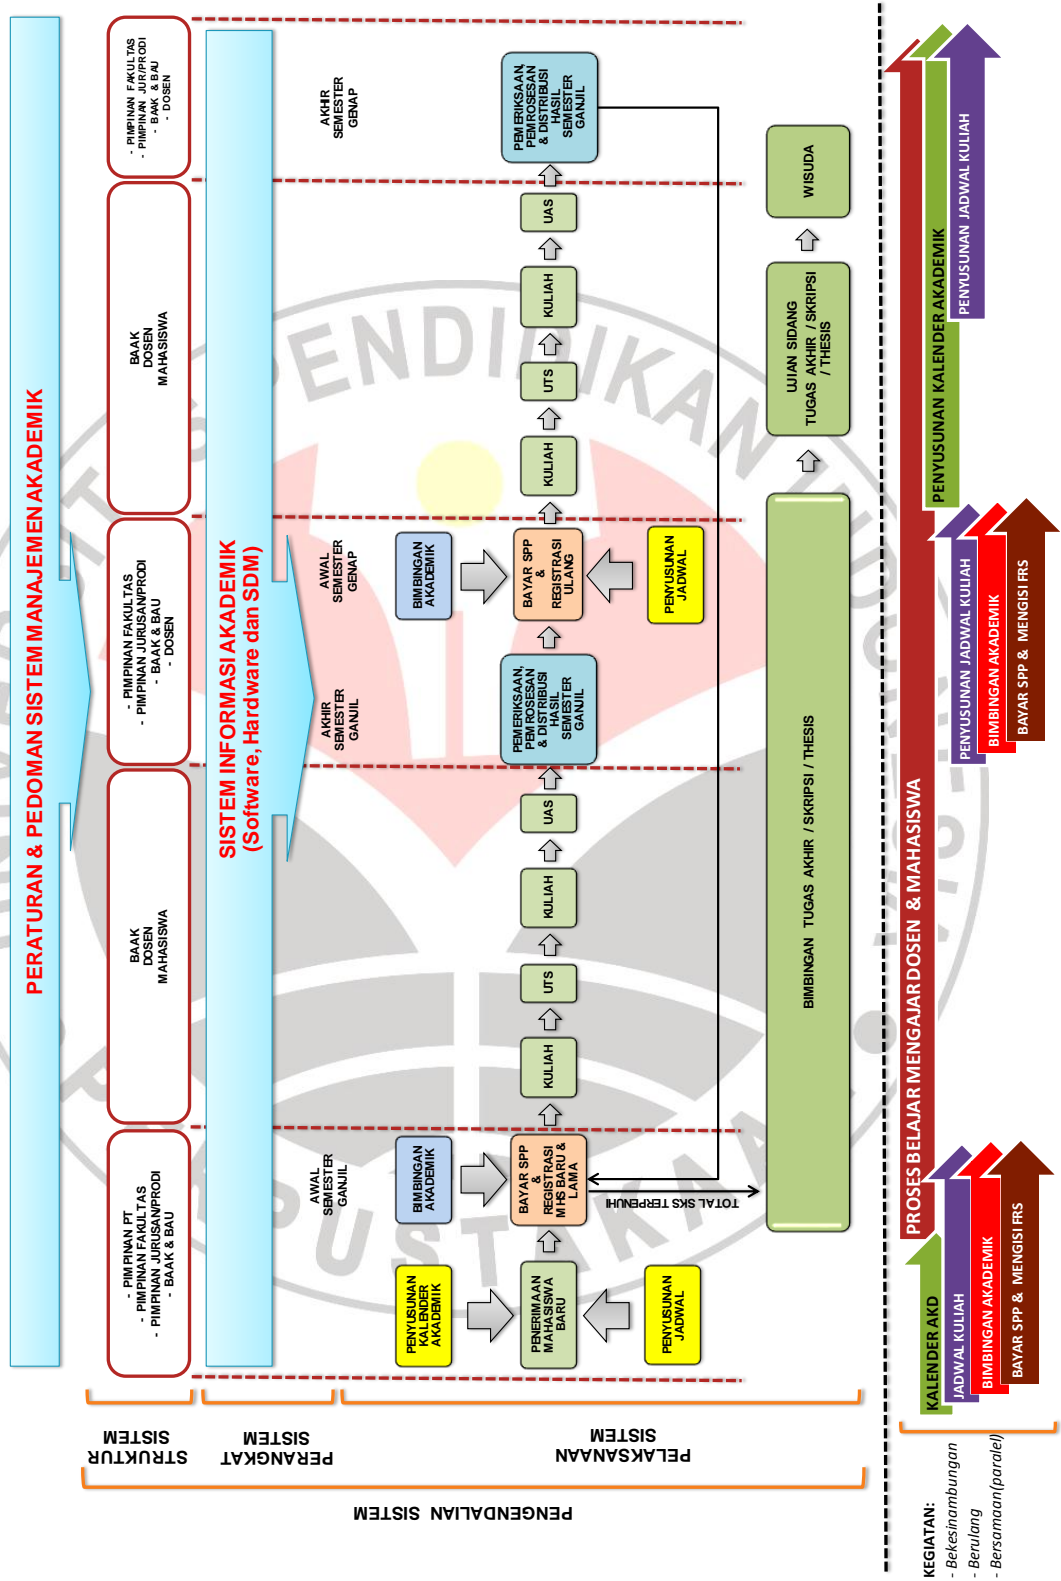 PERATURAN & PEDOMAN SISTEM MANAJEMEN AKADEMIK
- PIMPINAN PT
- PIMPINAN FAKULTAS
- PIMPINAN JURUSAN/PRODI
- BAAK & BAU
BAAK
DOSEN
MAHASISWA
- PIMPINAN FAKULTAS
- PIMPINAN JURUSAN/PRODI
- BAAK & BAU
- DOSEN
BAAK
DOSEN
MAHASISWA
- PIMPINAN FAKULTAS
- PIMPINAN JUR/PRODI
- BAAK & BAU
- DOSEN
STRUKTUR
SISTEM
SISTEM INFORMASI AKADEMIK
(Software, Hardware dan SDM)
PERANGKAT
SISTEM
AWAL
SEMESTER
GANJIL
AKHIR
SEMESTER
GANJIL
AWAL
SEMESTER
GENAP
AKHIR
SEMESTER
GENAP
PENGENDALIAN SISTEM
PELAKSANAAN
SISTEM
PENYUSUNAN
KALENDER
AKADEMIK
BIMBINGAN
AKADEMIK
BIMBINGAN
AKADEMIK
PENERIMAAN
MAHASISWA
BARU
BAYAR SPP
&
REGISTRASI
MHS BARU &
LAMA
KULIAH
UTS
KULIAH
UAS
PEMERIKSAAN,
PEMROSESAN
& DISTRIBUSI
HASIL
SEMESTER
GANJIL
BAYAR SPP
&
REGISTRASI
ULANG
KULIAH
UTS
KULIAH
UAS
PEMERIKSAAN,
PEMROSESAN
& DISTRIBUSI
HASIL
SEMESTER
GANJIL
PENYUSUNAN
JADWAL
TOTAL SKS TERPENUHI
PENYUSUNAN
JADWAL
BIMBINGAN TUGAS AKHIR / SKRIPSI / THESIS
UJIAN SIDANG
TUGAS AKHIR / SKRIPSI
/ THESIS
WISUDA
KEGIATAN:
- Bekesinambungan
- Berulang
- Bersamaan(paralel)
PROSES BELAJAR MENGAJAR DOSEN & MAHASISWA
KALENDER AKD
JADWAL KULIAH
BIMBINGAN AKADEMIK
BAYAR SPP & MENGISI FRS
PENYUSUNAN JADWAL KULIAH
BIMBINGAN AKADEMIK
BAYAR SPP & MENGISI FRS
PENYUSUNAN KALENDER AKADEMIK
PENYUSUNAN JADWAL KULIAH
PENDIDIKAN
PERPUSTAKAAN